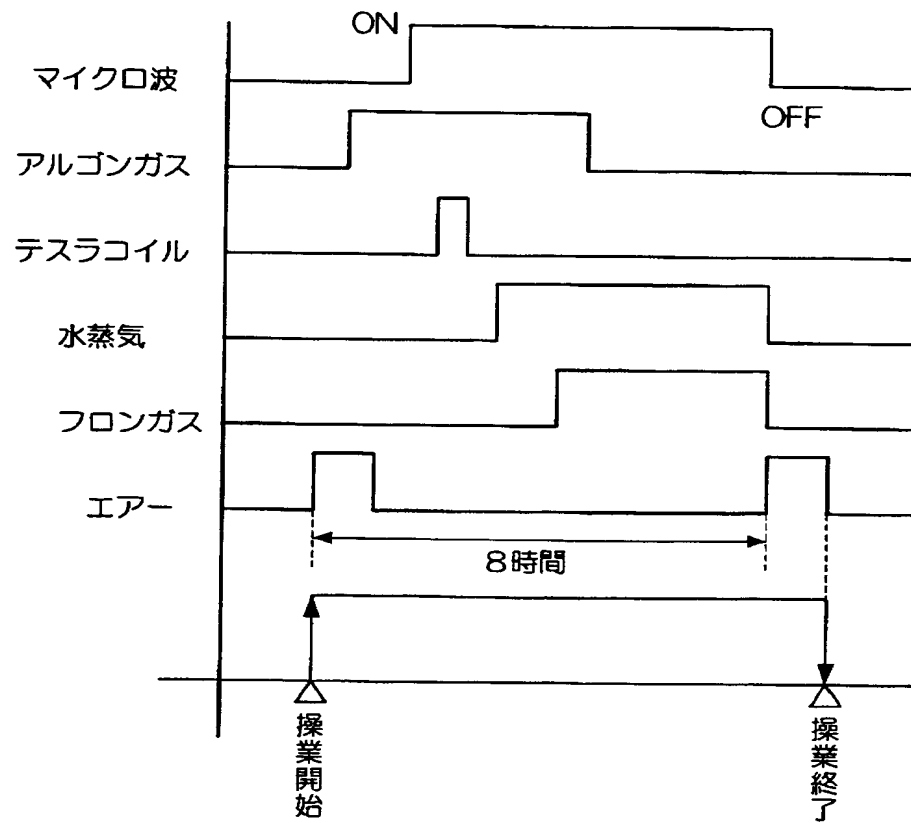 ON
マイクロ波
OFF
アルゴンガス
テスラコイル
水蒸気
フロンガス
エアー
8時間
操業開始
操業終了